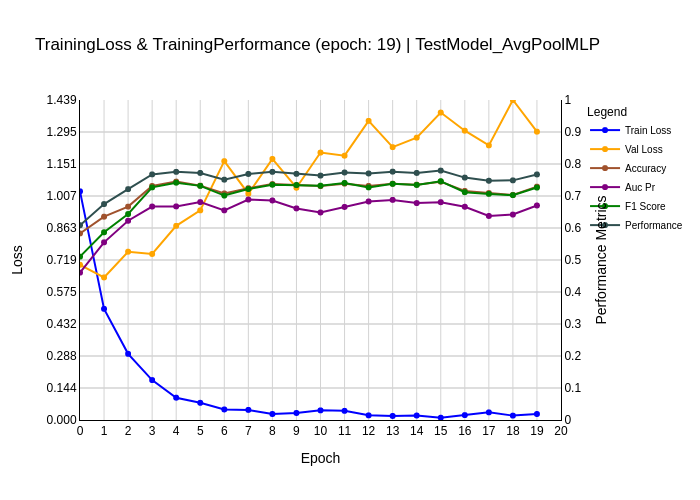 TrainingLoss & TrainingPerformance (epoch: 19) | TestModel_AvgPoolMLP
1.439
1.295
1.151
1.007
0.863
0.719
0.575
0.432
0.288
0.144
0.000
Loss
0 1 2 3 4 5 6 7 8 9 10 11 12 13 14 15 16 17 18 19 20
Epoch
1
0.9
0.8
0.7
0.6
0.5
0.4
0.3
0.2
0.1
0
Performance Metrics
Legend
Train Loss
Val Loss
Accuracy
Auc Pr
F1 Score
Performance